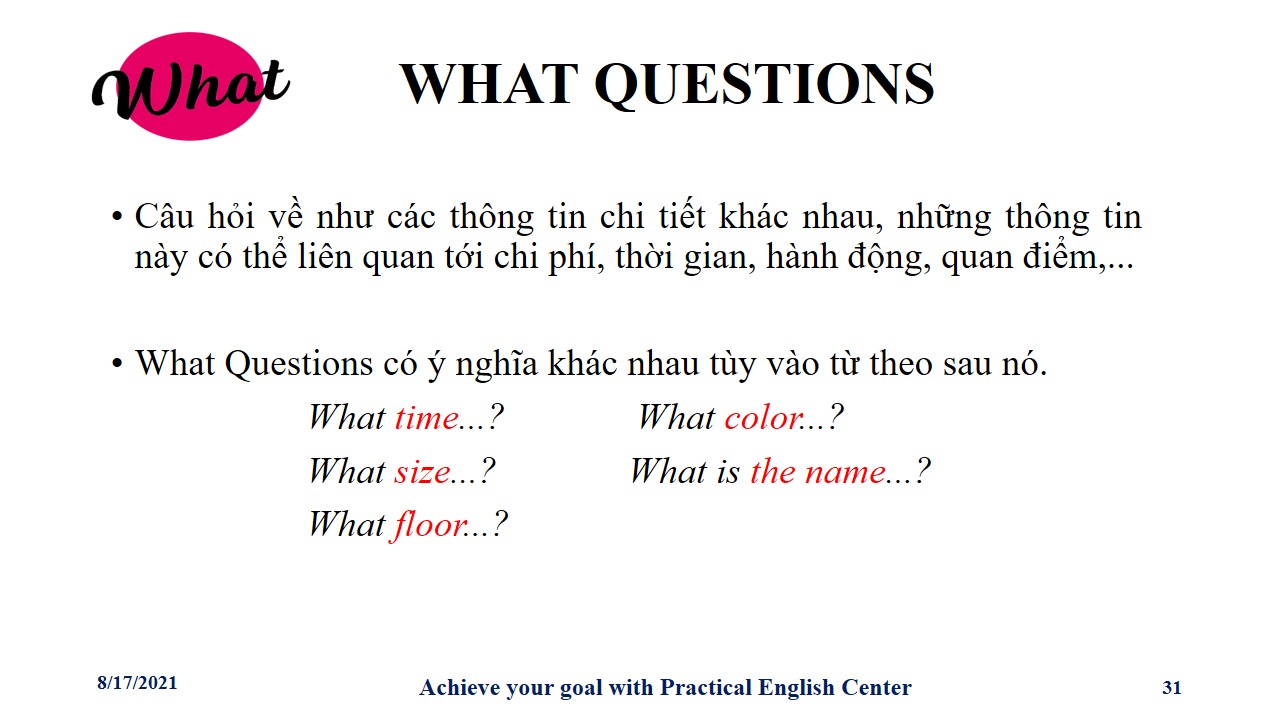 What
WHAT QUESTIONS
• Câu hỏi về như các thông tin chi tiết khác nhau, những thông tin
này có thể liên quan tới chi phí, thời gian, hành động, quan điểm,...
• What Questions có ý nghĩa khác nhau tùy vào từ theo sau nó.
What time...? What color...?
What size...? What is the name...?
What floor...?
8/17/2021 Achieve your goal with Practical English Center 31